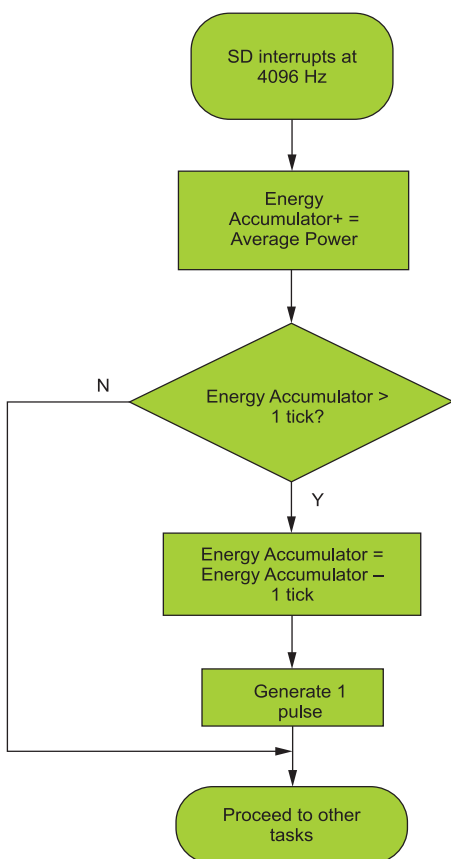 SD interrupts at
4096 Hz
Energy
Accumulator+ =
Average Power
N
Energy Accumulator >
1 tick?
Y
Energy Accumulator =
Energy Accumulator –
1 tick
Generate 1
pulse
Proceed to other
tasks